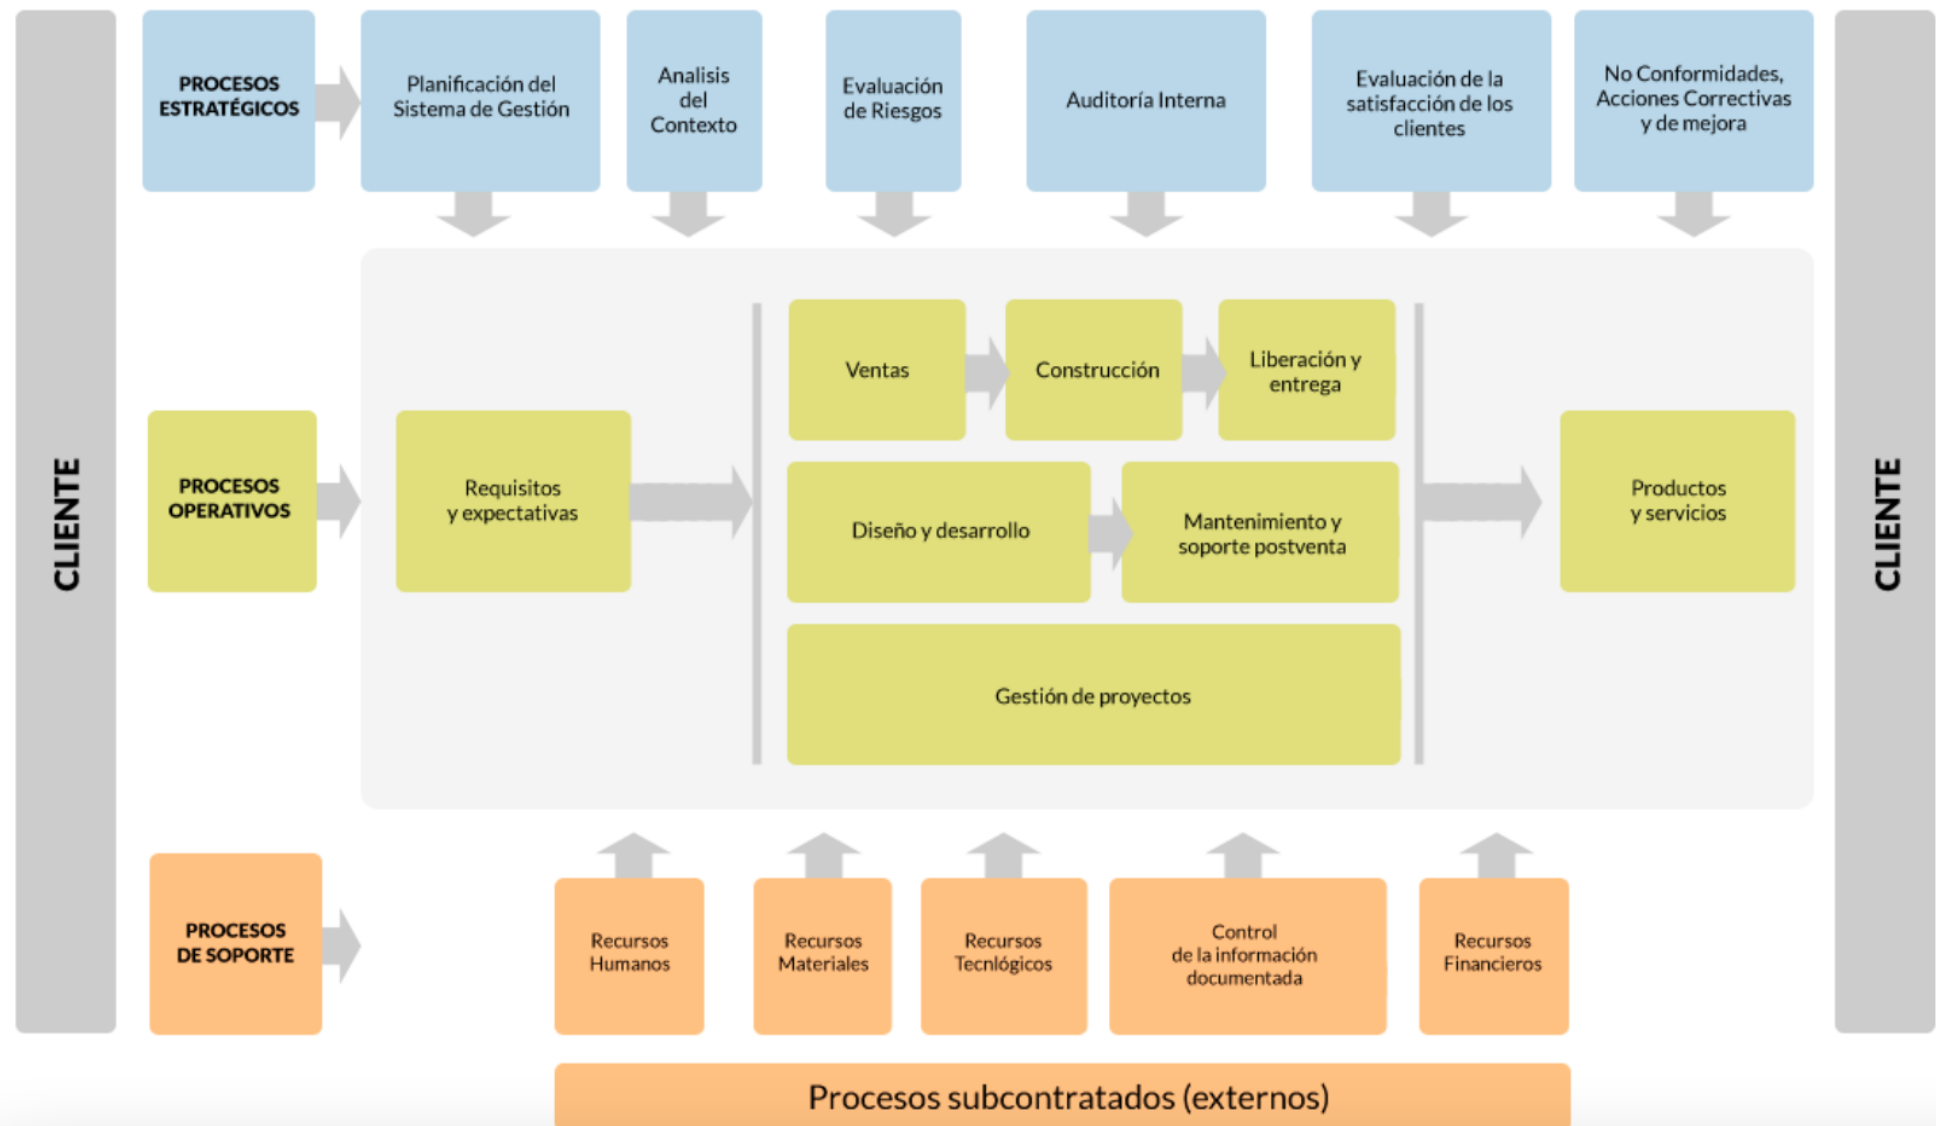 CLIENTE
PROCESOS
ESTRATÉGICOS
Planificación del
Sistema de Gestión
Analisis
del
Contexto
Evaluación
de Riesgos
Auditoría Interna
Evaluación de la
satisfacción de los
clientes
No Conformidades,
Acciones Correctivas
y de mejora
PROCESOS
OPERATIVOS
Requisitos
y expectativas
Ventas
Construcción
Liberación y
entrega
Diseño y desarrollo
Mantenimiento y
soporte postventa
Gestión de proyectos
Productos
y servicios
CLIENTE
PROCESOS
DE SOPORTE
Recursos
Humanos
Recursos
Materiales
Recursos
Tecnlógicos
Control
de la información
documentada
Recursos
Financieros
Procesos subcontratados (externos)